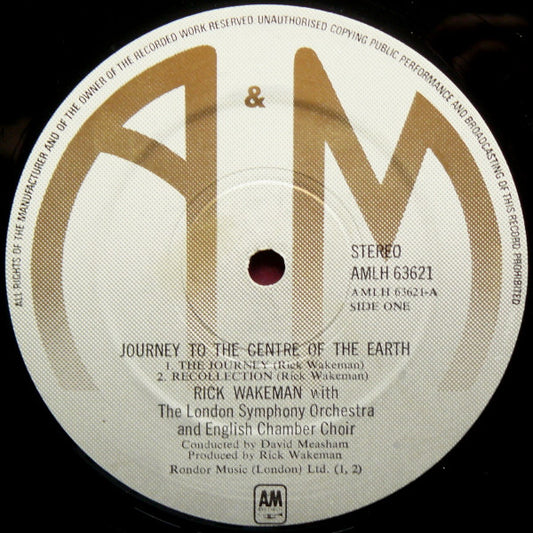 ALL RIGHTS OF THE MANUFACTURER AND OF THE OWNER OF THE RECORDED WORK RESERVED UNAUTHORISED COPYING PUBLIC PERFORMANCE AND BROADCASTING OF THIS RECORD PROHIBITED
A & M
STEREO
AMLH 63621
AMLH 63621-A
SIDE ONE
JOURNEY TO THE CENTRE OF THE EARTH
1. THE JOURNEY (Rick Wakeman)
2. RECOLLECTION (Rick Wakeman)
RICK WAKEMAN with
The London Symphony Orchestra
and English Chamber Choir
Conducted by David Measham
Produced by Rick Wakeman
Rondor Music (London) Ltd. (1, 2)
AM
RECORDS